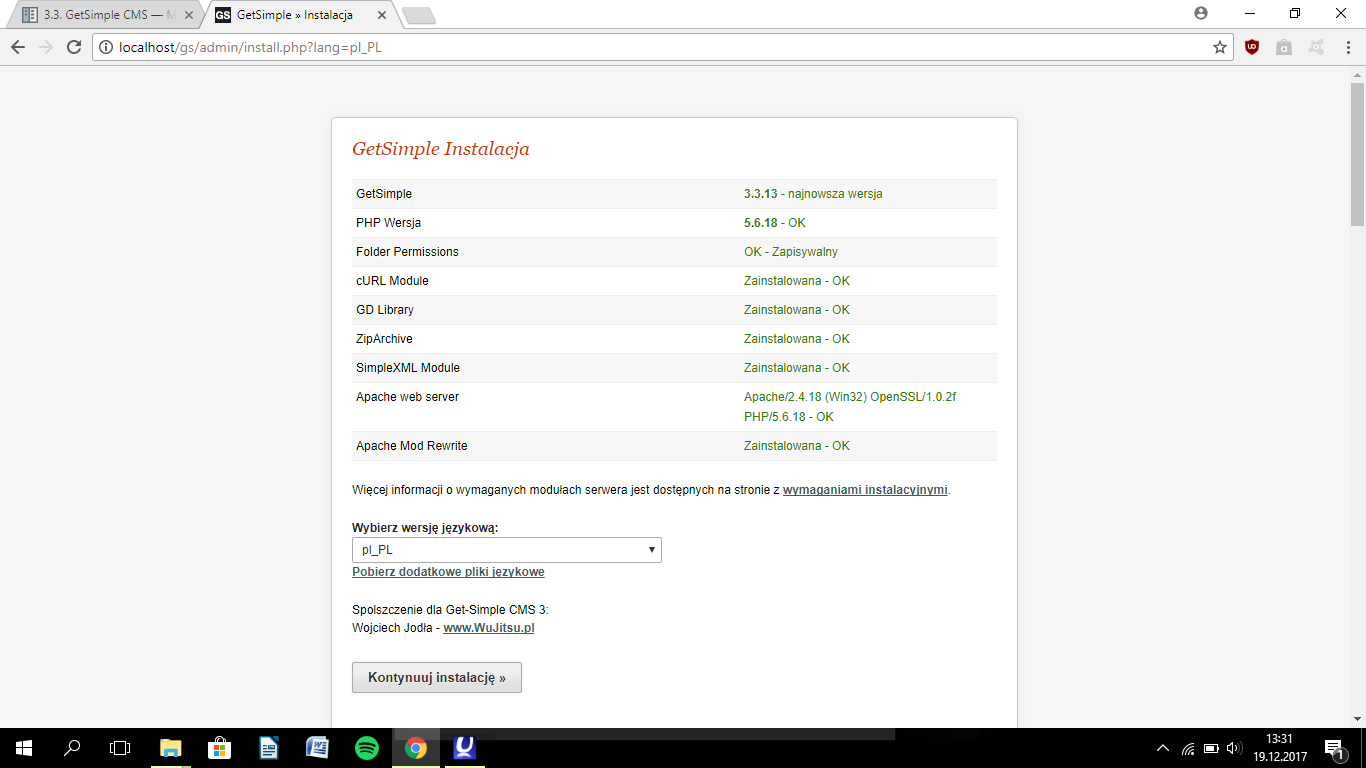 3.3. GetSimple CMS — M
GS GetSimple » Instalacja
localhost/gs/admin/install.php?lang=pl_PL
GetSimple Instalacja
GetSimple 3.3.13 - najnowsza wersja
PHP Wersja 5.6.18 - OK
Folder Permissions OK - Zapisywalny
cURL Module Zainstalowana - OK
GD Library Zainstalowana - OK
ZipArchive Zainstalowana - OK
SimpleXML Module Zainstalowana - OK
Apache web server Apache/2.4.18 (Win32) OpenSSL/1.0.2f
PHP/5.6.18 - OK
Apache Mod Rewrite Zainstalowana - OK
Więcej informacji o wymaganych modułach serwera jest dostępnych na stronie z wymaganiami instalacyjnymi.
Wybierz wersję językową:
pl_PL
Pobierz dodatkowe pliki językowe
Spolszczenie dla Get-Simple CMS 3:
Wojciech Jodła - www.WuJitsu.pl
Kontynuuj instalację »
13:31
19.12.2017
1